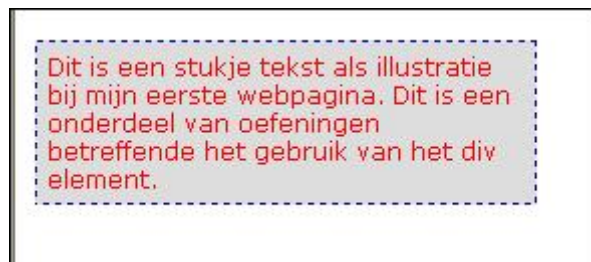 Dit is een stukje tekst als illustratie
bij mijn eerste webpagina. Dit is een
onderdeel van oefeningen
betreffende het gebruik van het div
element.